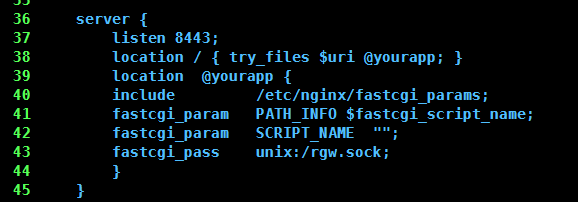 35
36     server {
37         listen 8443;
38         location / { try_files $uri @yourapp; }
39         location  @yourapp {
40         include          /etc/nginx/fastcgi_params;
41         fastcgi_param    PATH_INFO $fastcgi_script_name;
42         fastcgi_param    SCRIPT_NAME  "";
43         fastcgi_pass     unix:/rgw.sock;
44         }
45     }